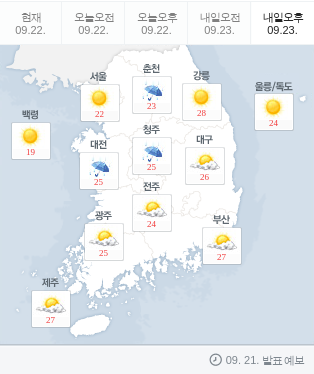 현재 오늘오전 오늘오후 내일오전 내일오후
09.22. 09.22. 09.22. 09.23. 09.23.
춘천
23
서울
22
강릉
28
울릉/독도
24
백령
19
청주
25
대전
25
대구
26
전주
24
광주
25
부산
27
제주
27
09. 21. 발표예보